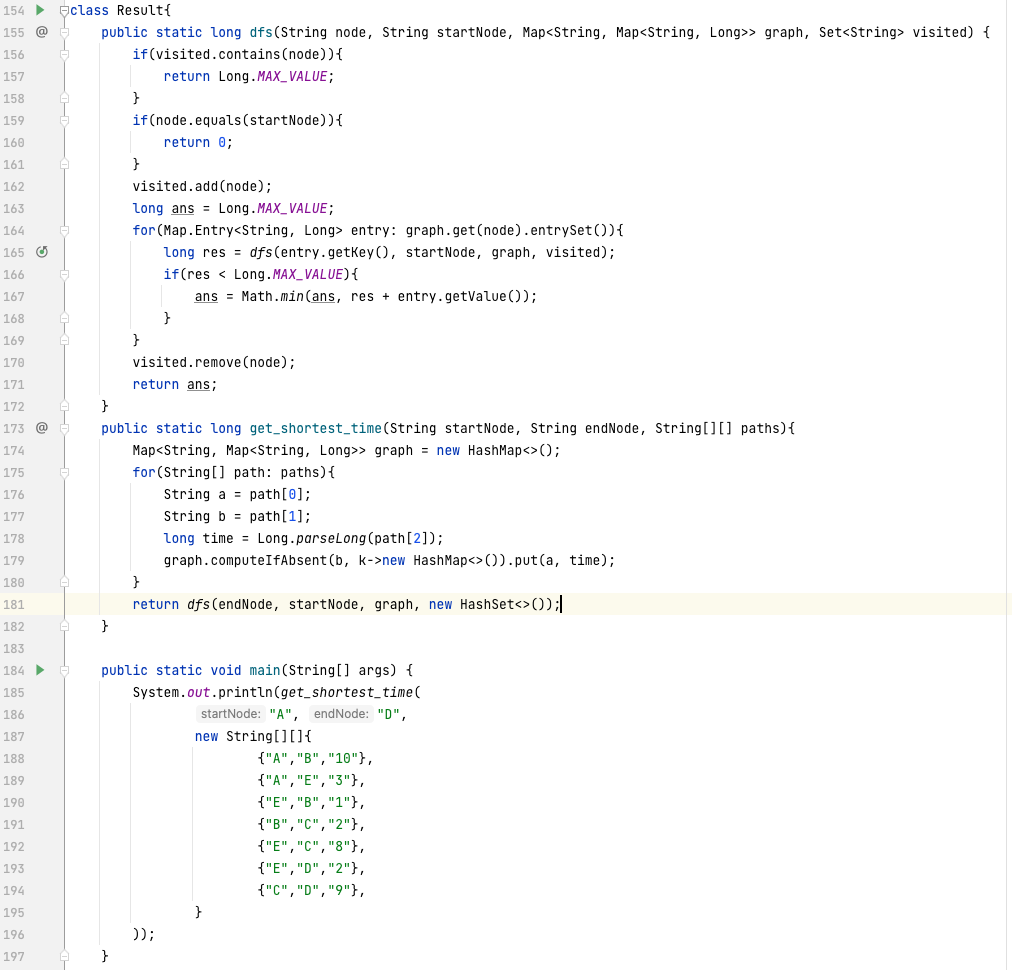 154 class Result{
155 @ public static long dfs(String node, String startNode, Map<String, Map<String, Long>> graph, Set<String> visited) {
156 if(visited.contains(node)){
157 return Long.MAX_VALUE;
158 }
159 if(node.equals(startNode)){
160 return 0;
161 }
162 visited.add(node);
163 long ans = Long.MAX_VALUE;
164 for(Map.Entry<String, Long> entry: graph.get(node).entrySet()){
165 long res = dfs(entry.getKey(), startNode, graph, visited);
166 if(res < Long.MAX_VALUE){
167 ans = Math.min(ans, res + entry.getValue());
168 }
169 }
170 visited.remove(node);
171 return ans;
172 }
173 @ public static long get_shortest_time(String startNode, String endNode, String[][] paths){
174 Map<String, Map<String, Long>> graph = new HashMap<>();
175 for(String[] path: paths){
176 String a = path[0];
177 String b = path[1];
178 long time = Long.parseLong(path[2]);
179 graph.computeIfAbsent(b, k->new HashMap<>()).put(a, time);
180 }
181 return dfs(endNode, startNode, graph, new HashSet<>());
182 }
183
184 public static void main(String[] args) {
185 System.out.println(get_shortest_time(
186 startNode: "A", endNode: "D",
187 new String[][]{
188 {"A","B","10"},
189 {"A","E","3"},
190 {"E","B","1"},
191 {"B","C","2"},
192 {"E","C","8"},
193 {"E","D","2"},
194 {"C","D","9"},
195 }
196 ));
197 }